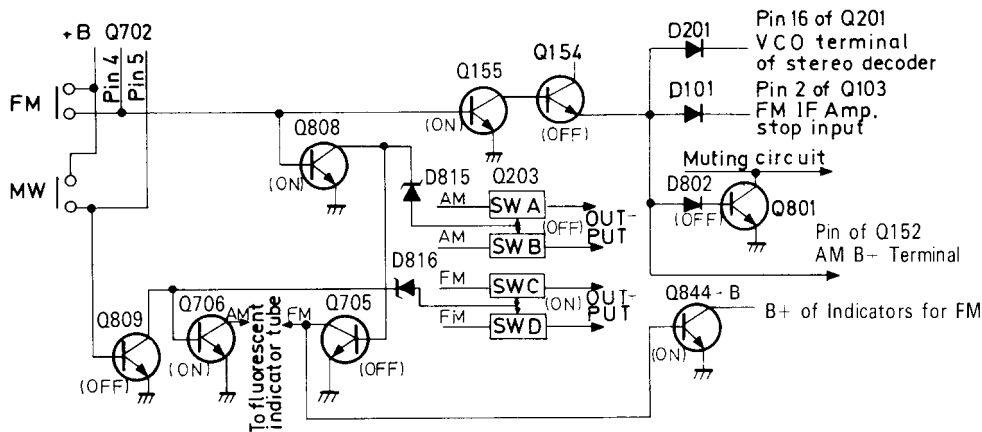 +B Q702
Pin 4
Pin 5
FM
MW
Q808
(ON)
Q155
(ON)
Q154
(OFF)
D201
Pin 16 of Q201
VCO terminal
of stereo decoder
D101
Pin 2 of Q103
FM IF Amp.
stop input
Muting circuit
D802
(OFF)
Q801
Pin of Q152
AM B+ Terminal
D815
Q203
AM
SW A
(OFF)
OUT-
PUT
AM
SW B
D816
FM
SW C
(ON)
OUT-
PUT
FM
SW D
Q809
(OFF)
Q706
(ON)
AM
FM
To fluorescent
indicator tube
Q705
(OFF)
Q844-B
(ON)
B+ of Indicators for FM